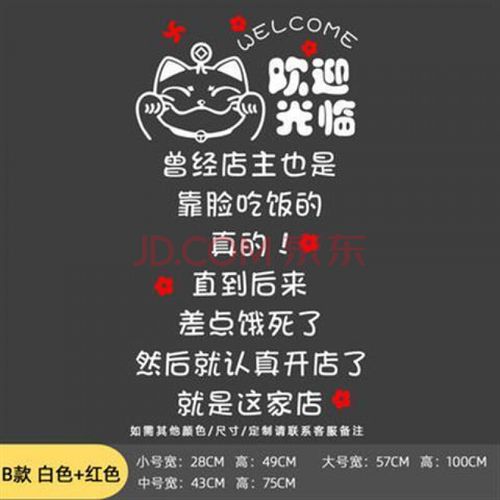 WELCOME
欢迎
光临
曾经店主也是
靠脸吃饭的
真的！
JD.COM 京东
直到后来
差点饿死了
然后就认真开店了
就是这家店
如需其他颜色/尺寸/定制请联系客服备注
B款 白色+红色
小号宽：28CM 高：49CM 大号宽：57CM 高：100CM
中号宽：43CM 高：75CM